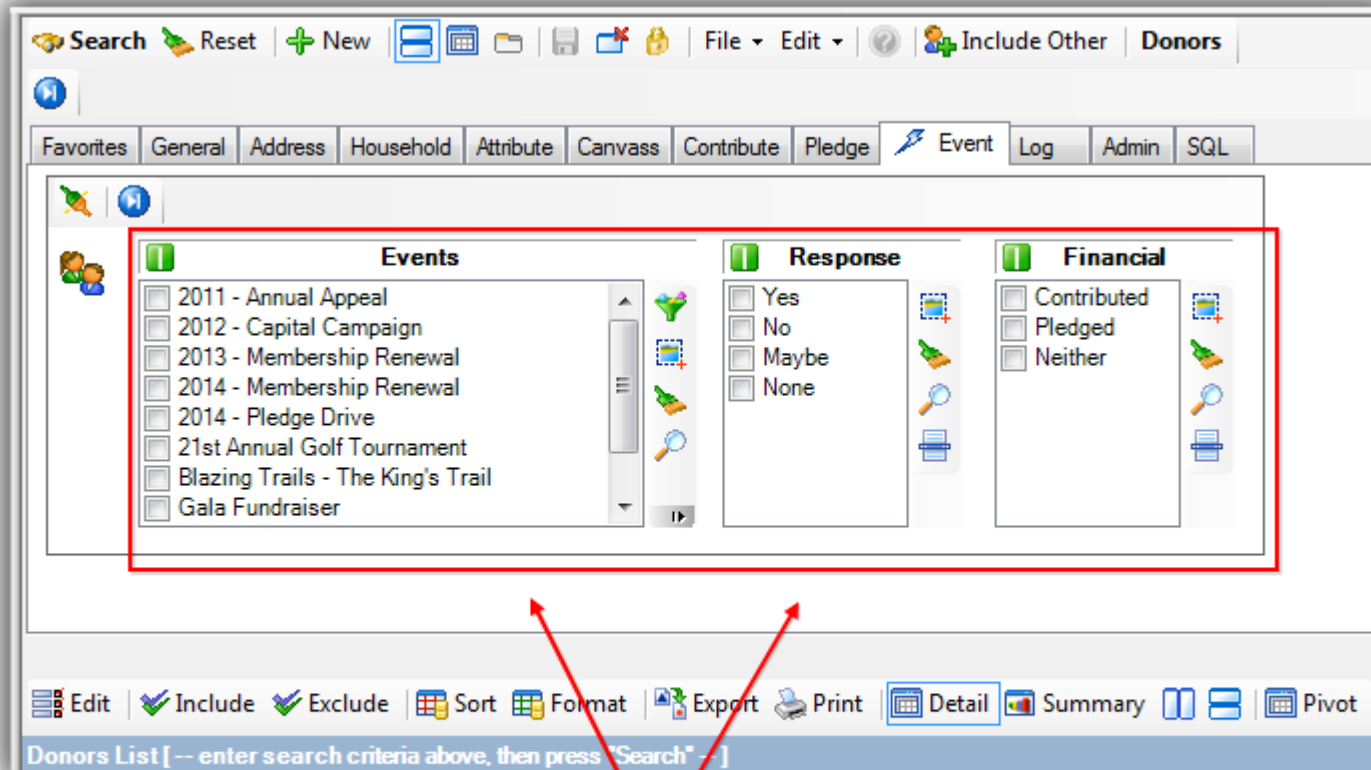 Search Reset New File Edit Include Other Donors
Favorites General Address Household Attribute Canvass Contribute Pledge Event Log Admin SQL
Events
2011 - Annual Appeal
2012 - Capital Campaign
2013 - Membership Renewal
2014 - Membership Renewal
2014 - Pledge Drive
21st Annual Golf Tournament
Blazing Trails - The King's Trail
Gala Fundraiser
Response
Yes
No
Maybe
None
Financial
Contributed
Pledged
Neither
Edit Include Exclude Sort Format Export Print Detail Summary Pivot
Donors List [ -- enter search criteria above, then press "Search" -- ]